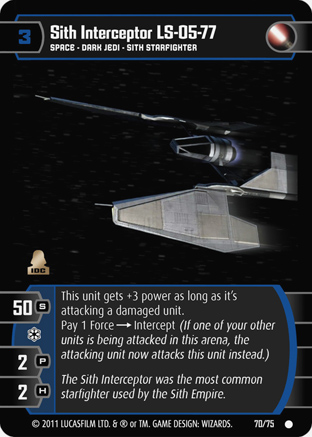 3
Sith Interceptor LS-05-77
SPACE • DARK JEDI • SITH STARFIGHTER
IDC
50 S
This unit gets +3 power as long as it's
attacking a damaged unit.
Pay 1 Force → Intercept (If one of your other
units is being attacked in this arena, the
attacking unit now attacks this unit instead.)
2 P
2 H
The Sith Interceptor was the most common
starfighter used by the Sith Empire.
© 2011 LUCASFILM LTD. & ® or TM. GAME DESIGN: WIZARDS.
70/75